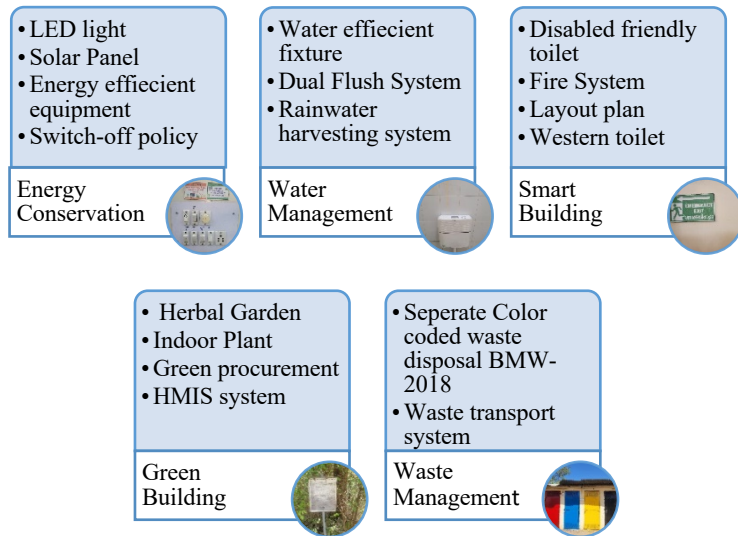 • LED light
• Solar Panel
• Energy effiecient
equipment
• Switch-off policy
Energy
Conservation
• Water effiecient
fixture
• Dual Flush System
• Rainwater
harvesting system
Water
Management
• Disabled friendly
toilet
• Fire System
• Layout plan
• Western toilet
Smart
Building
• Herbal Garden
• Indoor Plant
• Green procurement
• HMIS system
Green
Building
• Seperate Color
coded waste
disposal BMW-
2018
• Waste transport
system
Waste
Management